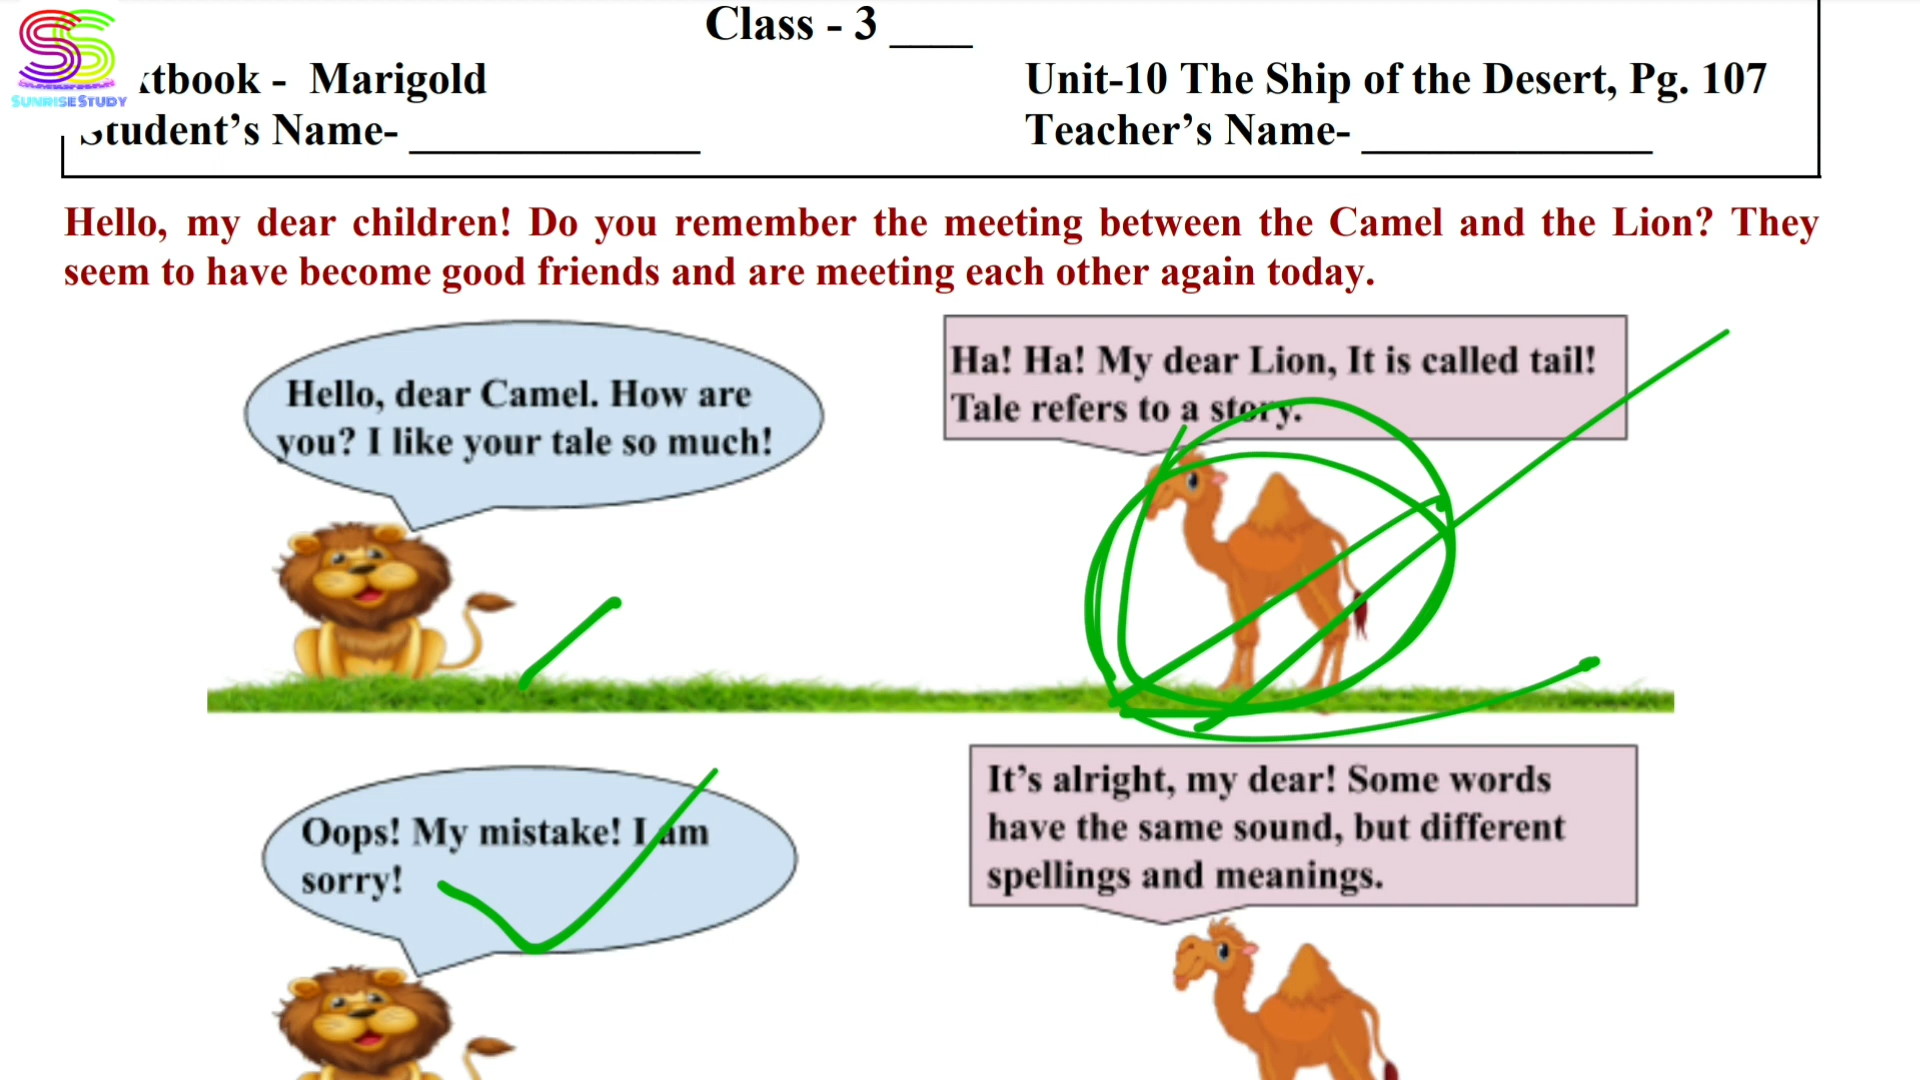 Class - 3 ____
SS
SUNRISESTUDY
xtbook - Marigold
Unit-10 The Ship of the Desert, Pg. 107
Student’s Name- ______________
Teacher’s Name- ______________
Hello, my dear children! Do you remember the meeting between the Camel and the Lion? They
seem to have become good friends and are meeting each other again today.
Hello, dear Camel. How are
you? I like your tale so much!
Ha! Ha! My dear Lion, It is called tail!
Tale refers to a story.
Oops! My mistake! I am
sorry!
It’s alright, my dear! Some words
have the same sound, but different
spellings and meanings.